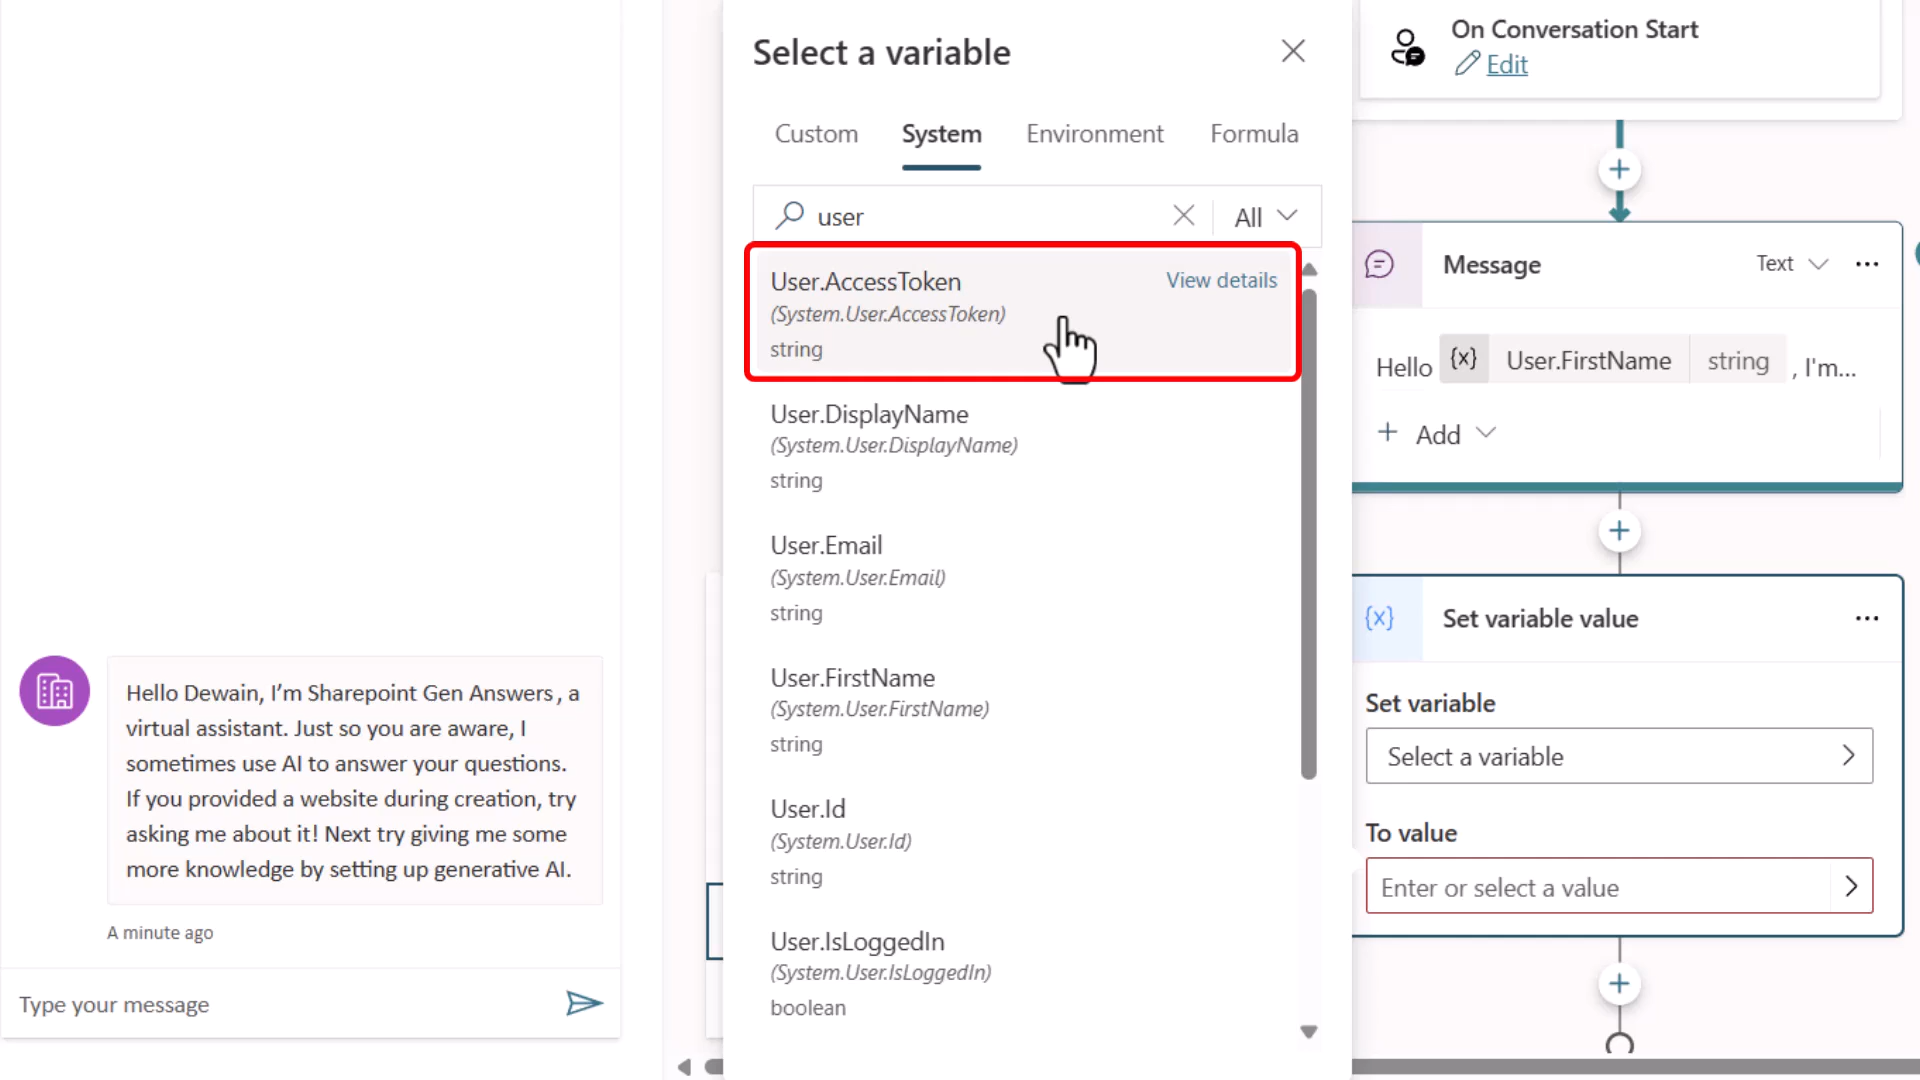 Hello Dewain, I’m Sharepoint Gen Answers, a
virtual assistant. Just so you are aware, I
sometimes use AI to answer your questions.
If you provided a website during creation, try
asking me about it! Next try giving me some
more knowledge by setting up generative AI.
A minute ago
Type your message
Select a variable
Custom System Environment Formula
user All
User.AccessToken View details
(System.User.AccessToken)
string
User.DisplayName
(System.User.DisplayName)
string
User.Email
(System.User.Email)
string
User.FirstName
(System.User.FirstName)
string
User.Id
(System.User.Id)
string
User.IsLoggedIn
(System.User.IsLoggedIn)
boolean
On Conversation Start
Edit
Message Text ...
Hello {x} User.FirstName string , I'm...
+ Add
{x} Set variable value ...
Set variable
Select a variable
To value
Enter or select a value